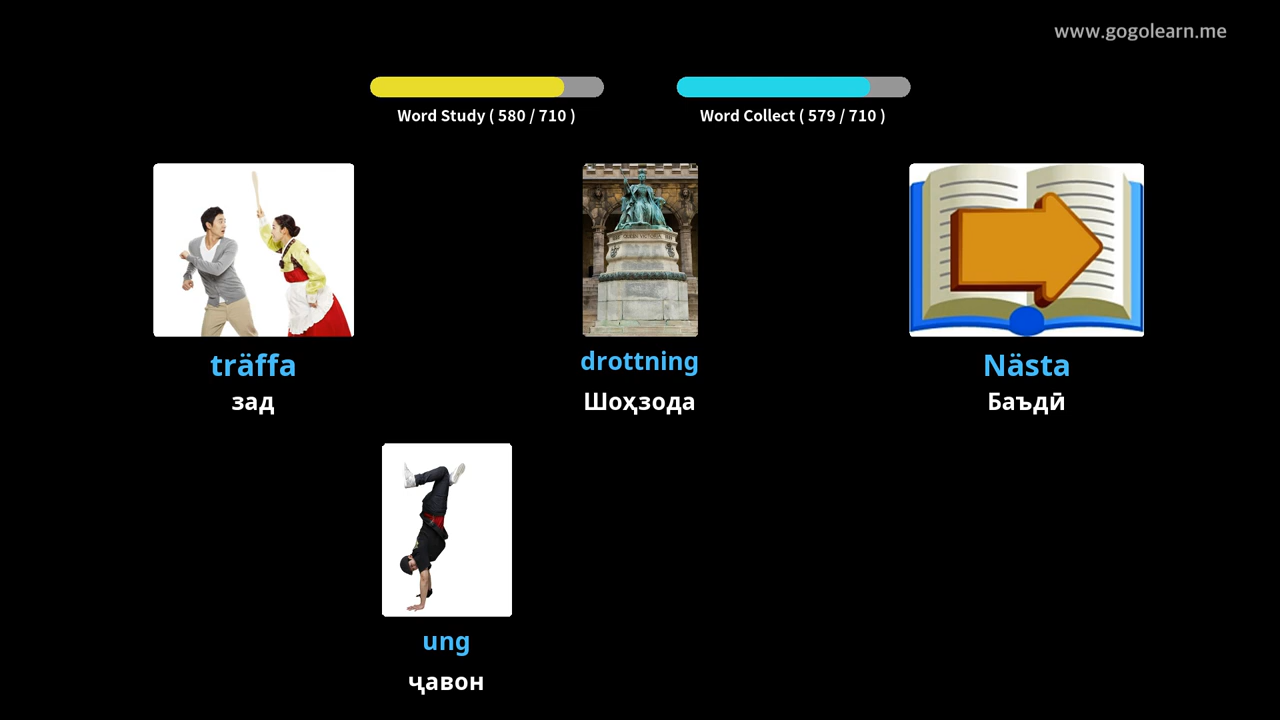 www.gogolearn.me
Word Study ( 580 / 710 )
Word Collect ( 579 / 710 )
träffa
drottning
Nästa
зад
Шоҳзода
Баъдӣ
ung
ҷавон